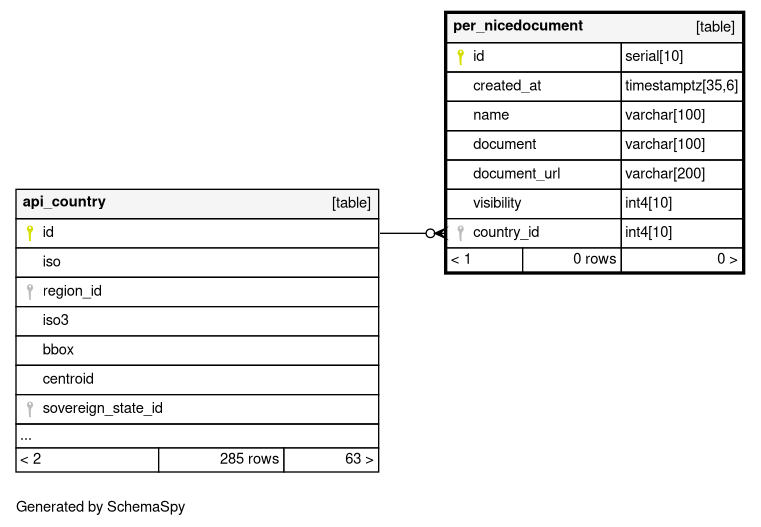 per_nicedocument [table]
id serial[10]
created_at timestamptz[35,6]
name varchar[100]
document varchar[100]
document_url varchar[200]
visibility int4[10]
country_id int4[10]
< 1 0 rows 0 >
api_country [table]
id
iso
region_id
iso3
bbox
centroid
sovereign_state_id
...
< 2 285 rows 63 >
Generated by SchemaSpy